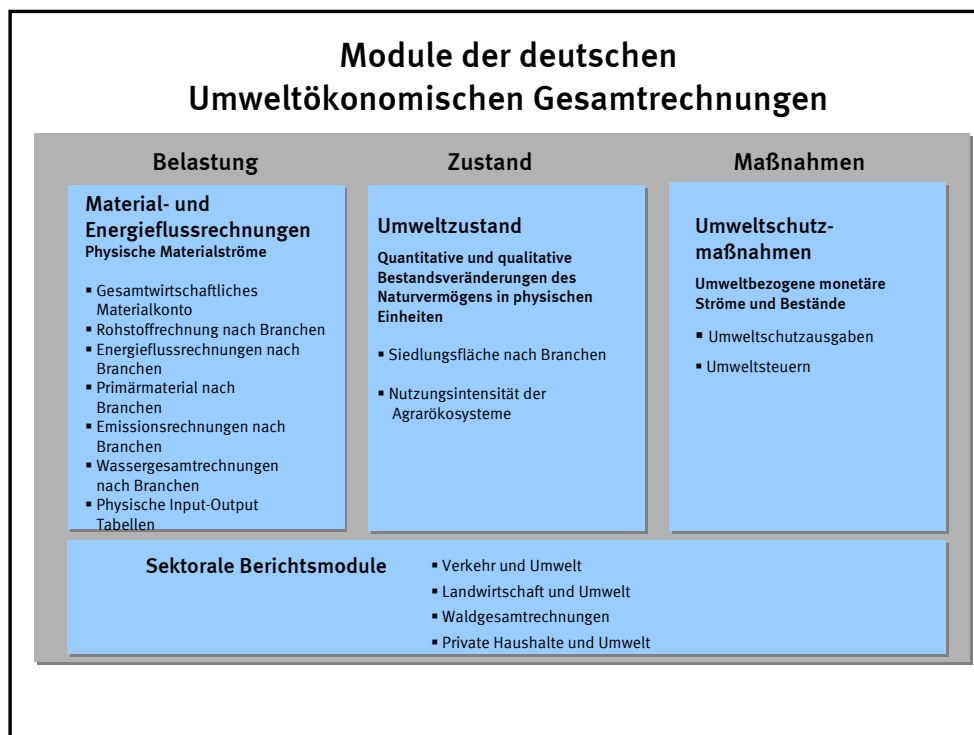 Module der deutschen
Umweltökonomischen Gesamtrechnungen
Belastung
Material- und
Energieflussrechnungen
Physische Materialströme
▪ Gesamtwirtschaftliches
Materialkonto
▪ Rohstoffrechnung nach Branchen
▪ Energieflussrechnungen nach
Branchen
▪ Primärmaterial nach
Branchen
▪ Emissionsrechnungen nach
Branchen
▪ Wassergesamtrechnungen
nach Branchen
▪ Physische Input-Output
Tabellen
Zustand
Umweltzustand
Quantitative und qualitative
Bestandsveränderungen des
Naturvermögens in physischen
Einheiten
▪ Siedlungsfläche nach Branchen
▪ Nutzungsintensität der
Agrarökosysteme
Maßnahmen
Umweltschutz-
maßnahmen
Umweltbezogene monetäre
Ströme und Bestände
▪ Umweltschutzausgaben
▪ Umweltsteuern
Sektorale Berichtsmodule
▪ Verkehr und Umwelt
▪ Landwirtschaft und Umwelt
▪ Waldgesamtrechnungen
▪ Private Haushalte und Umwelt